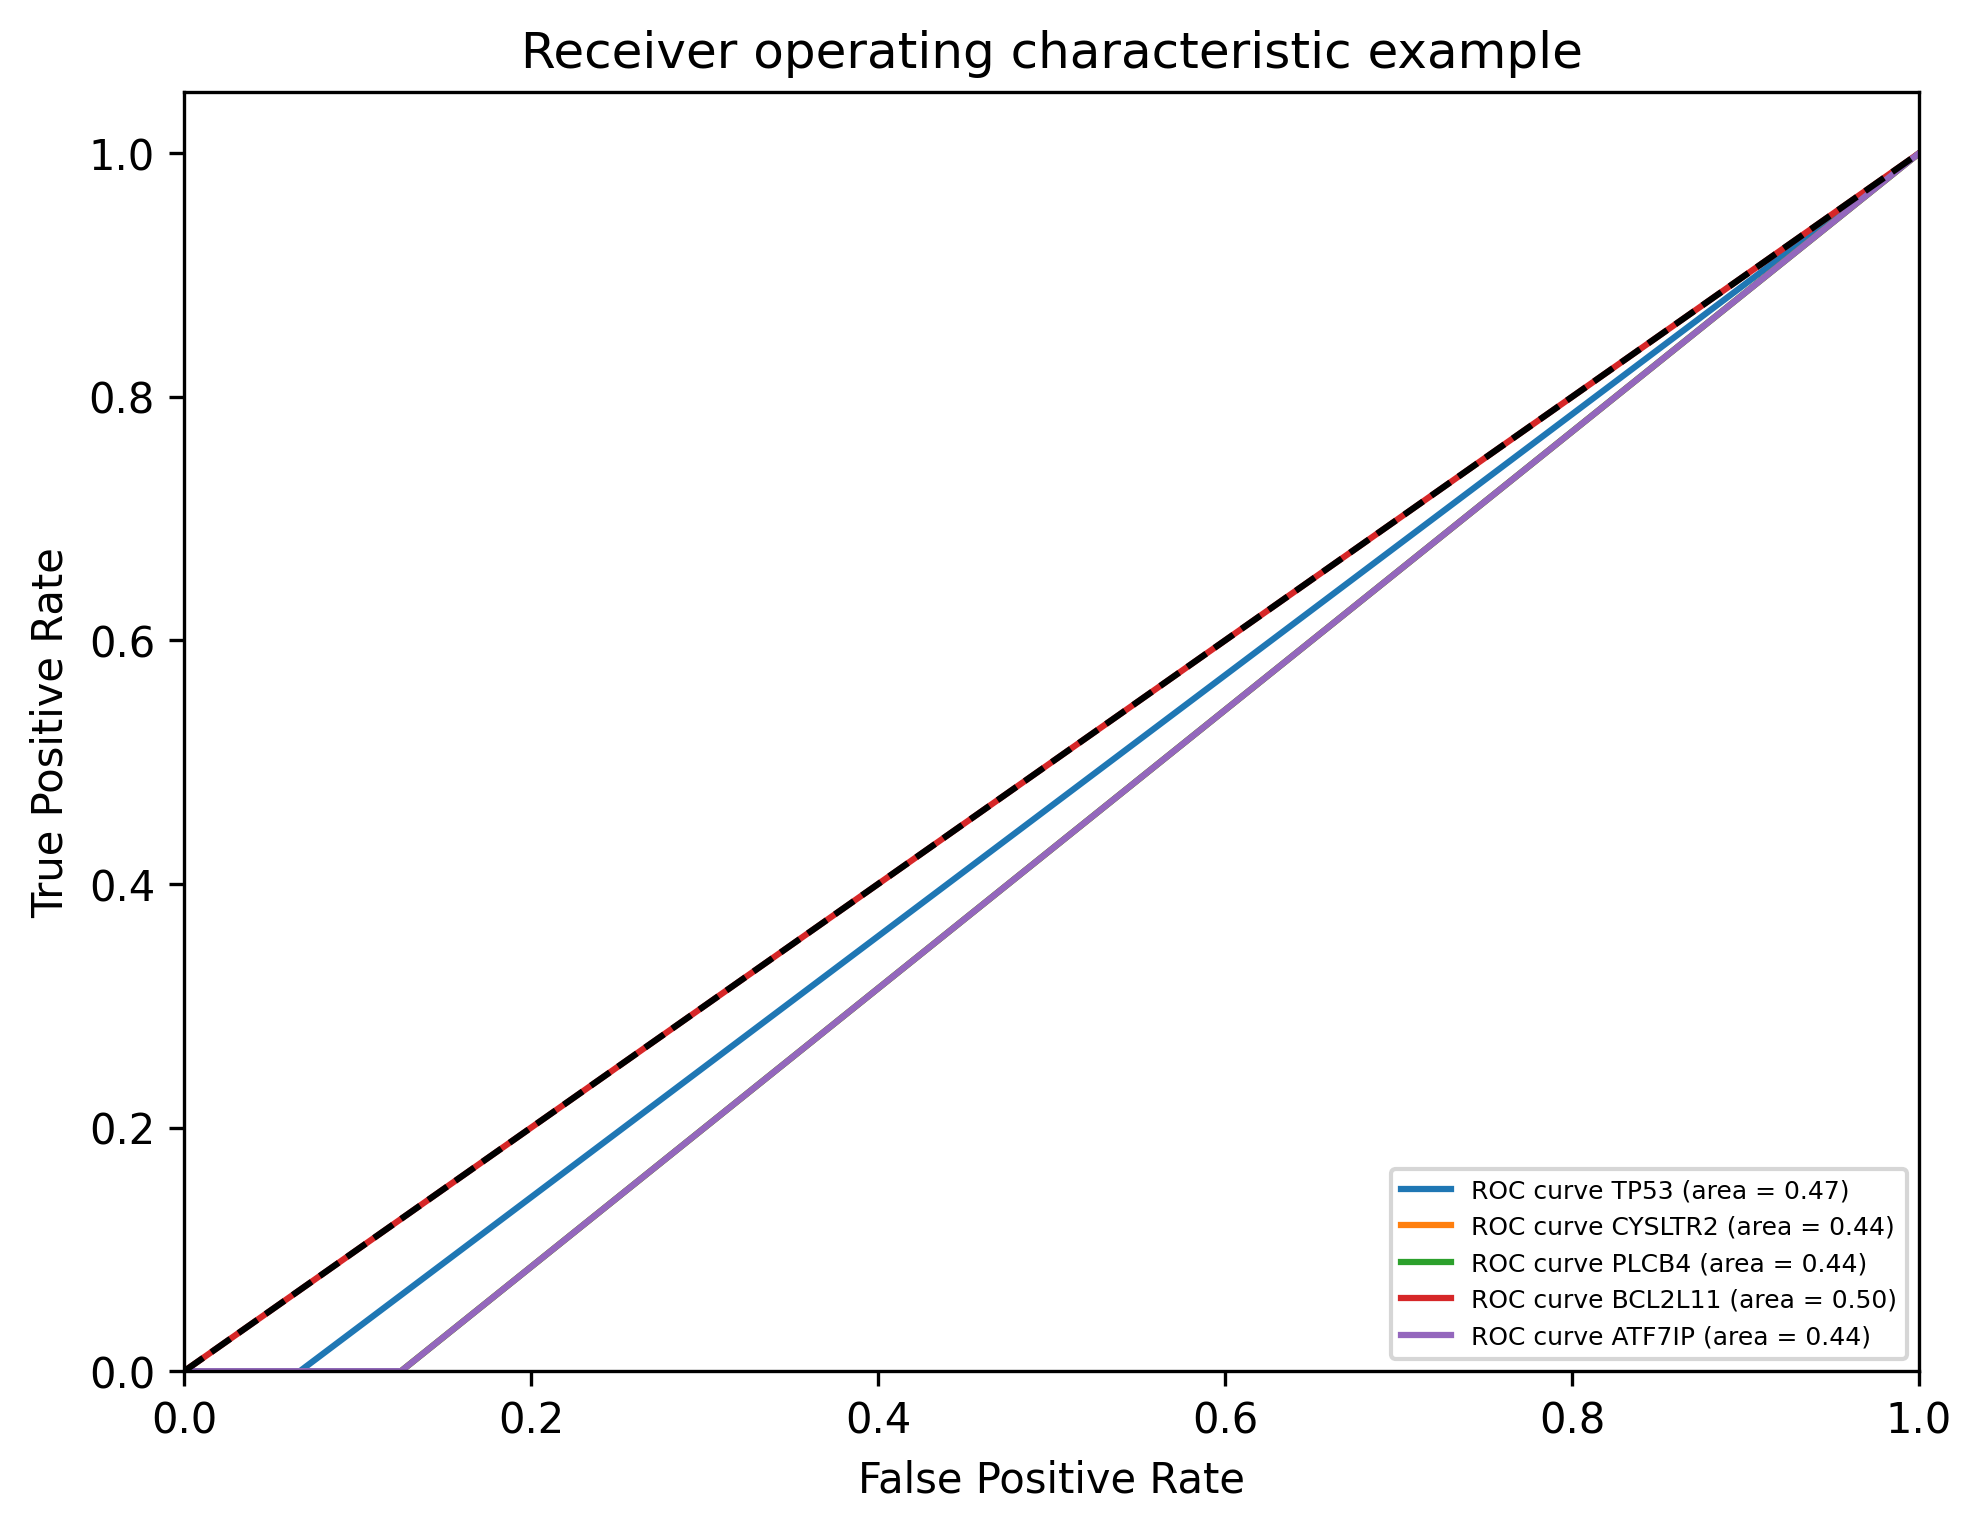 Receiver operating characteristic example
True Positive Rate
1.0
0.8
0.6
0.4
0.2
0.0
ROC curve TP53 (area = 0.47)
ROC curve CYSLTR2 (area = 0.44)
ROC curve PLCB4 (area = 0.44)
ROC curve BCL2L11 (area = 0.50)
ROC curve ATF7IP (area = 0.44)
0.0 0.2 0.4 0.6 0.8 1.0
False Positive Rate